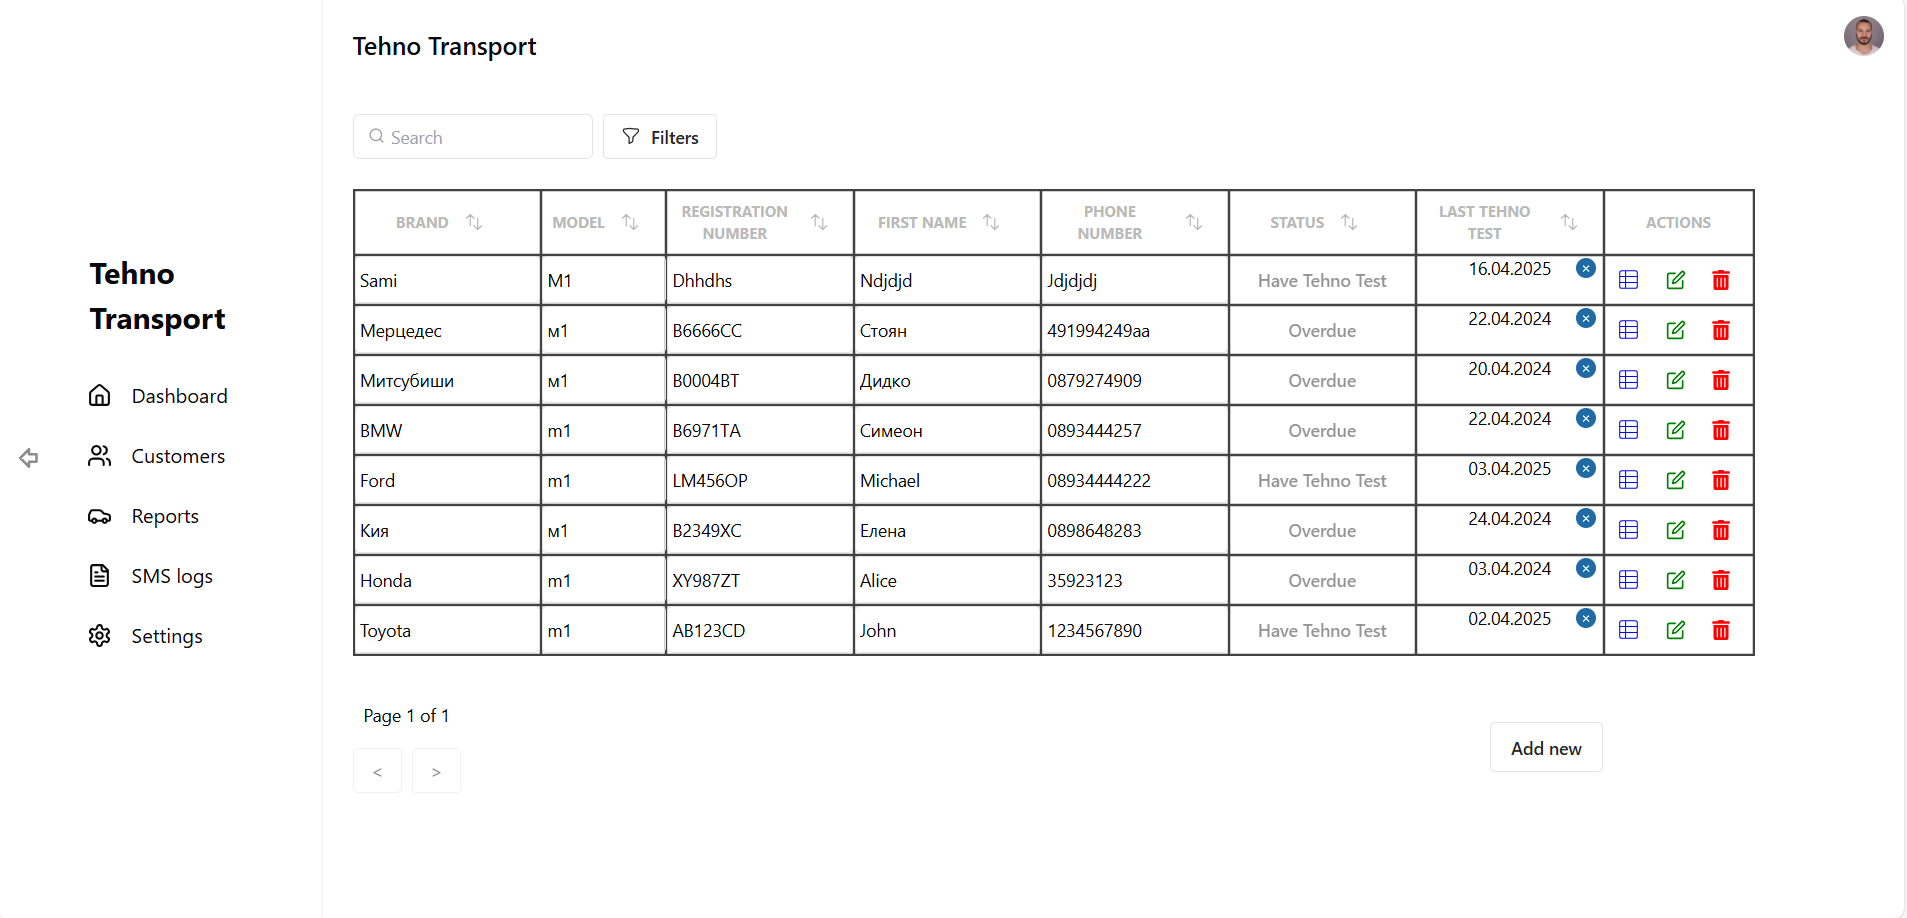 Tehno Transport
Search
Filters
Tehno
Transport
Dashboard
Customers
Reports
SMS logs
Settings
BRAND MODEL REGISTRATION NUMBER FIRST NAME PHONE NUMBER STATUS LAST TEHNO TEST ACTIONS
Sami M1 Dhhdhs Ndjdjd Jdjdjdj Have Tehno Test 16.04.2025
Мерцедес м1 B6666CC Стоян 491994249aa Overdue 22.04.2024
Митсубиши м1 B0004BT Дидко 0879274909 Overdue 20.04.2024
BMW m1 B6971TA Симеон 0893444257 Overdue 22.04.2024
Ford m1 LM456OP Michael 08934444222 Have Tehno Test 03.04.2025
Кия м1 B2349XC Елена 0898648283 Overdue 24.04.2024
Honda m1 XY987ZT Alice 35923123 Overdue 03.04.2024
Toyota m1 AB123CD John 1234567890 Have Tehno Test 02.04.2025
Page 1 of 1
< >
Add new